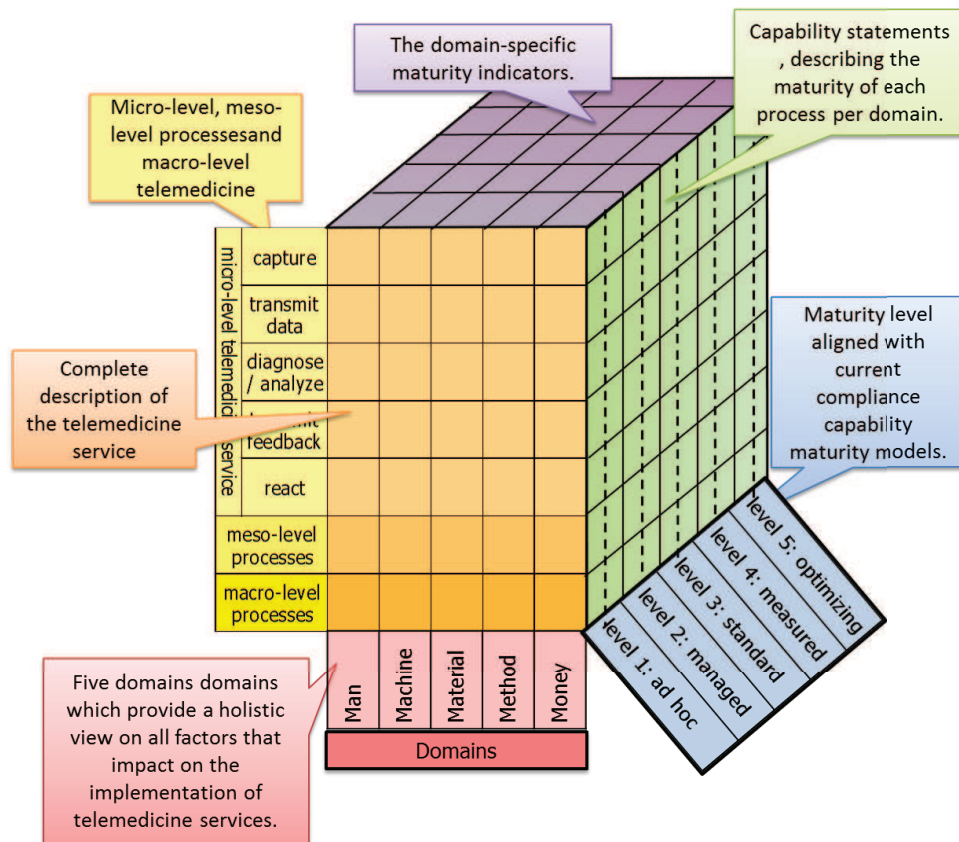 The domain-specific
maturity indicators.
Capability statements
, describing the
maturity of each
process per domain.
Micro-level, meso-
level processesand
macro-level
telemedicine
micro-level telemedici
service
capture
transmit
data
diagnose
/ analyze
feedback
react
meso-level
processes
macro-level
processes
Complete
description of
the telemedicine
service
Maturity level
aligned with
current
compliance
capability
maturity models.
level 1: ad hoc
level 2: managed
level 3: standard
level 4: measured
level 5: optimizing
Man
Machine
Material
Method
Money
Domains
Five domains domains
which provide a holistic
view on all factors that
impact on the
implementation of
telemedicine services.